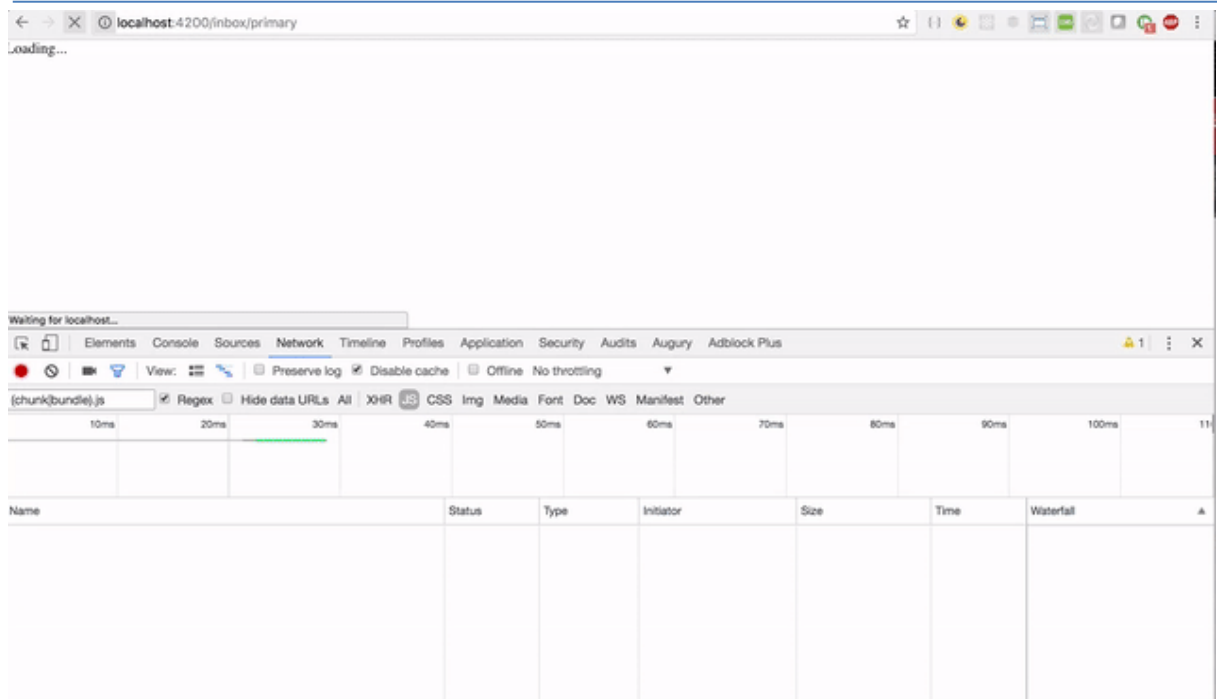 localhost:4200/inbox/primary
.oading...
Waiting for localhost...
Elements Console Sources Network Timeline Profiles Application Security Audits Augury Adblock Plus 1
View: Preserve log Disable cache Offline No throttling
(chunk|bundle).js Regex Hide data URLs All XHR JS CSS Img Media Font Doc WS Manifest Other
10ms 20ms 30ms 40ms 50ms 60ms 70ms 80ms 90ms 100ms 11
Name Status Type Initiator Size Time Waterfall